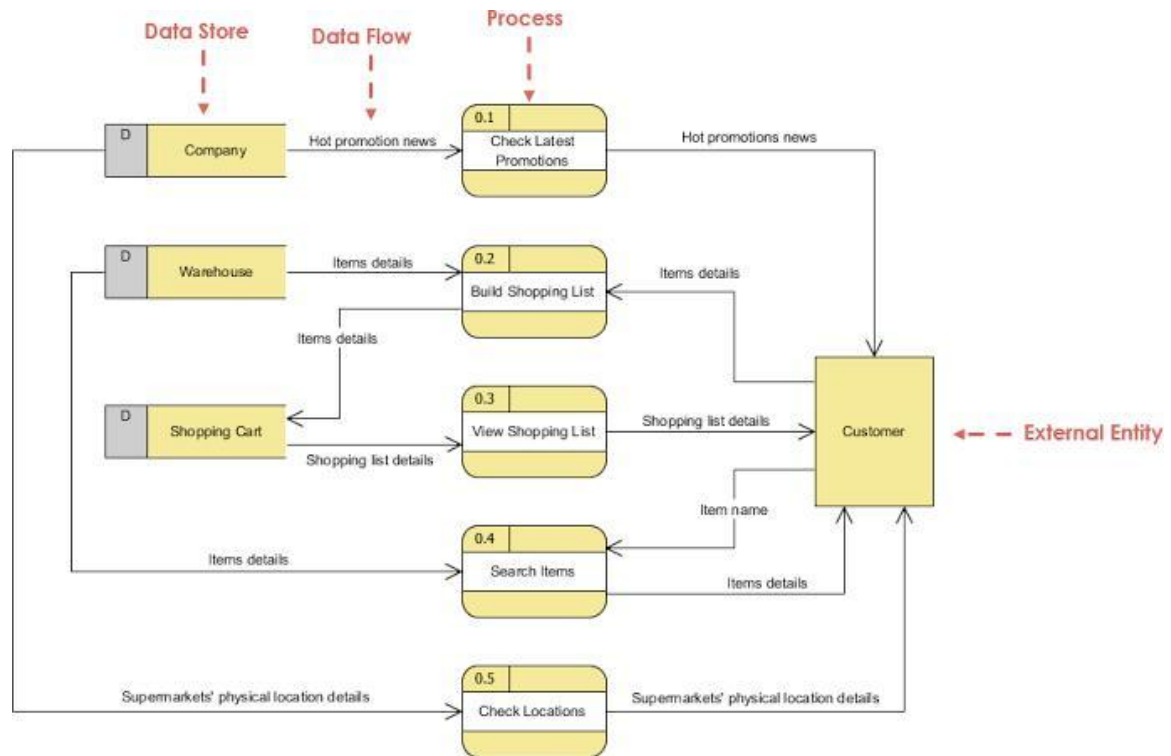 Process
Data Store
Data Flow
0.1
D
Company
Hot promotion news
Check Latest
Promotions
Hot promotions news
D
Warehouse
Items details
0.2
Build Shopping List
Items details
Items details
D
Shopping Cart
Shopping list details
0.3
View Shopping List
Shopping list details
Customer
External Entity
Item name
0.4
Items details
Search Items
Items details
0.5
Supermarkets' physical location details
Check Locations
Supermarkets' physical location details